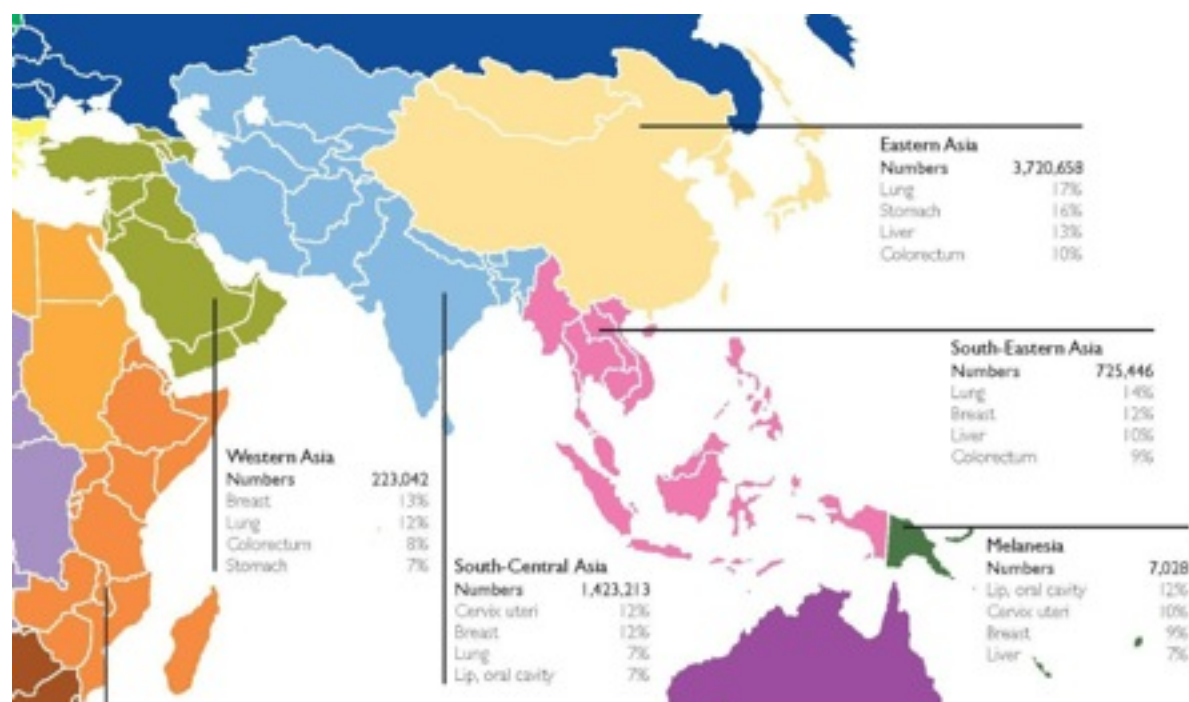 Eastern Asia
Numbers 3,720,658
Lung 17%
Stomach 16%
Liver 13%
Colorectum 10%
South-Eastern Asia
Numbers 725,446
Lung 14%
Breast 12%
Liver 10%
Colorectum 9%
Western Asia
Numbers 223,042
Breast 13%
Lung 12%
Colorectum 8%
Stomach 7%
South-Central Asia
Numbers 1,423,213
Cervix uteri 12%
Breast 12%
Lung 7%
Lip, oral cavity 7%
Melanesia
Numbers 7,028
Lip, oral cavity 12%
Cervix uteri 10%
Breast 9%
Liver 7%